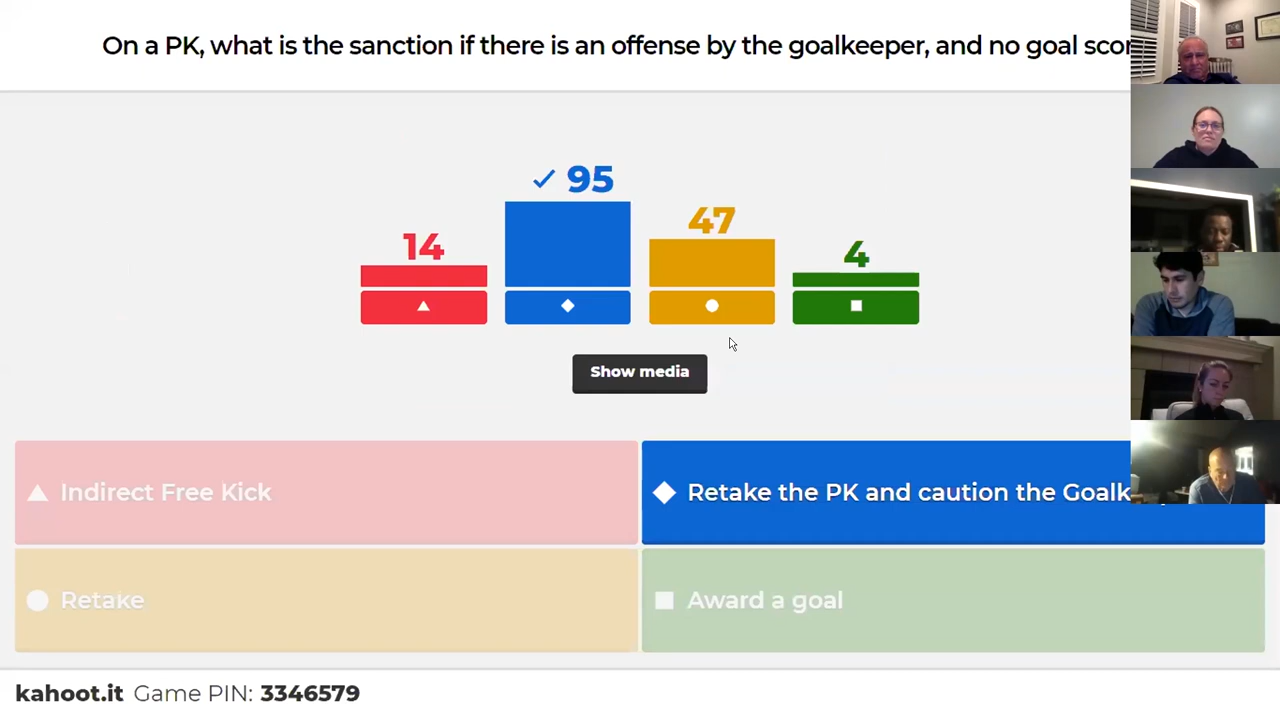 On a PK, what is the sanction if there is an offense by the goalkeeper, and no goal
14
95
47
4
Show media
Indirect Free Kick
Retake the PK and caution the
Retake
Award a goal
kahoot.it Game PIN: 3346579